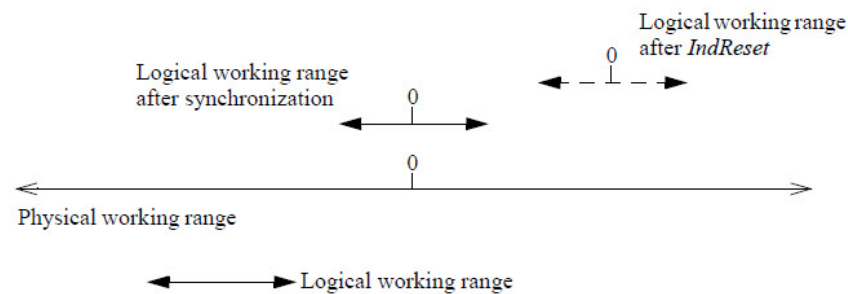 Logical working range
after IndReset
0
Logical working range
after synchronization
0
0
Physical working range
Logical working range